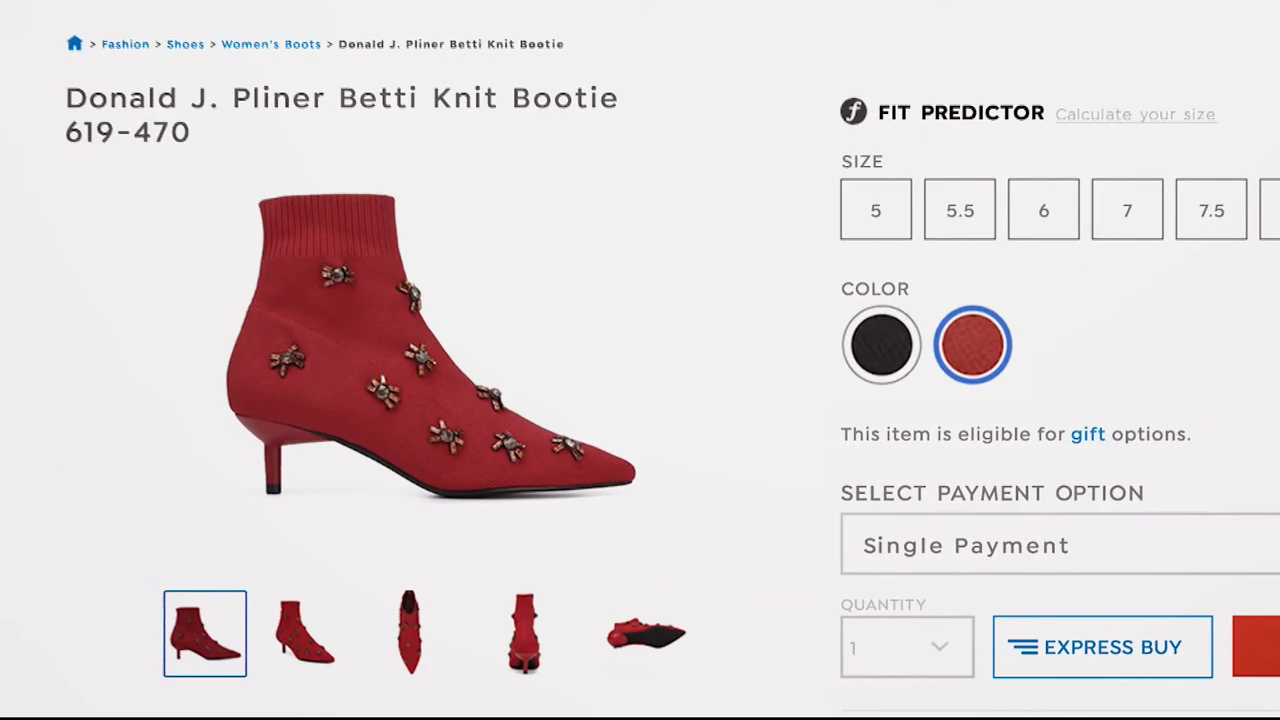 > Fashion > Shoes > Women's Boots > Donald J. Pliner Betti Knit Bootie
Donald J. Pliner Betti Knit Bootie
619-470
f FIT PREDICTOR Calculate your size
SIZE
5 5.5 6 7 7.5
COLOR
This item is eligible for gift options.
SELECT PAYMENT OPTION
Single Payment
QUANTITY
1
EXPRESS BUY